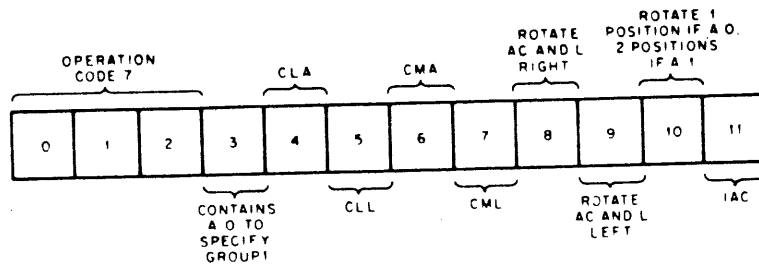 OPERATION
CODE 7
CLA
CMA
ROTATE
AC AND L
RIGHT
ROTATE 1
POSITION IF A 0,
2 POSITIONS
IF A 1
0 1 2 3 4 5 6 7 8 9 10 11
CONTAINS
A 0 TO
SPECIFY
GROUP 1
CLL
CML
ROTATE
AC AND L
LEFT
IAC